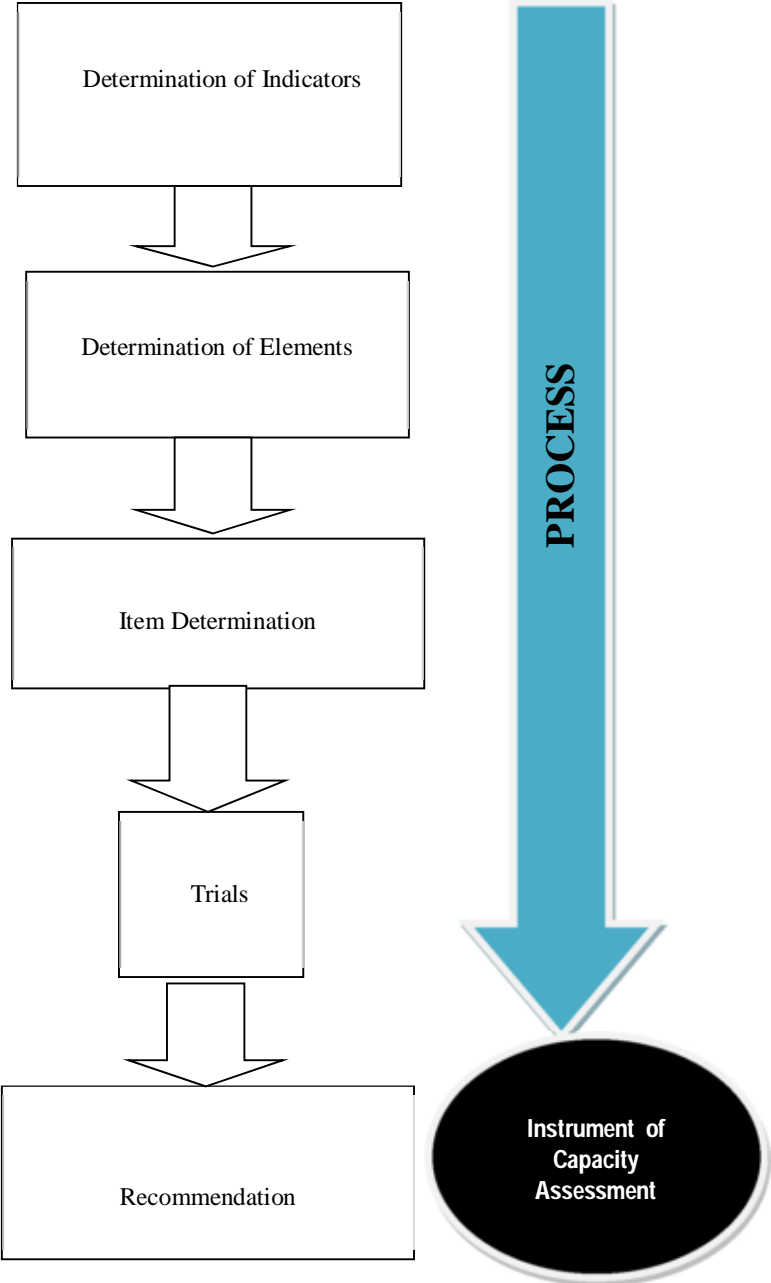 Determination of Indicators
Determination of Elements
Item Determination
Trials
Recommendation
PROCESS
Instrument of
Capacity
Assessment